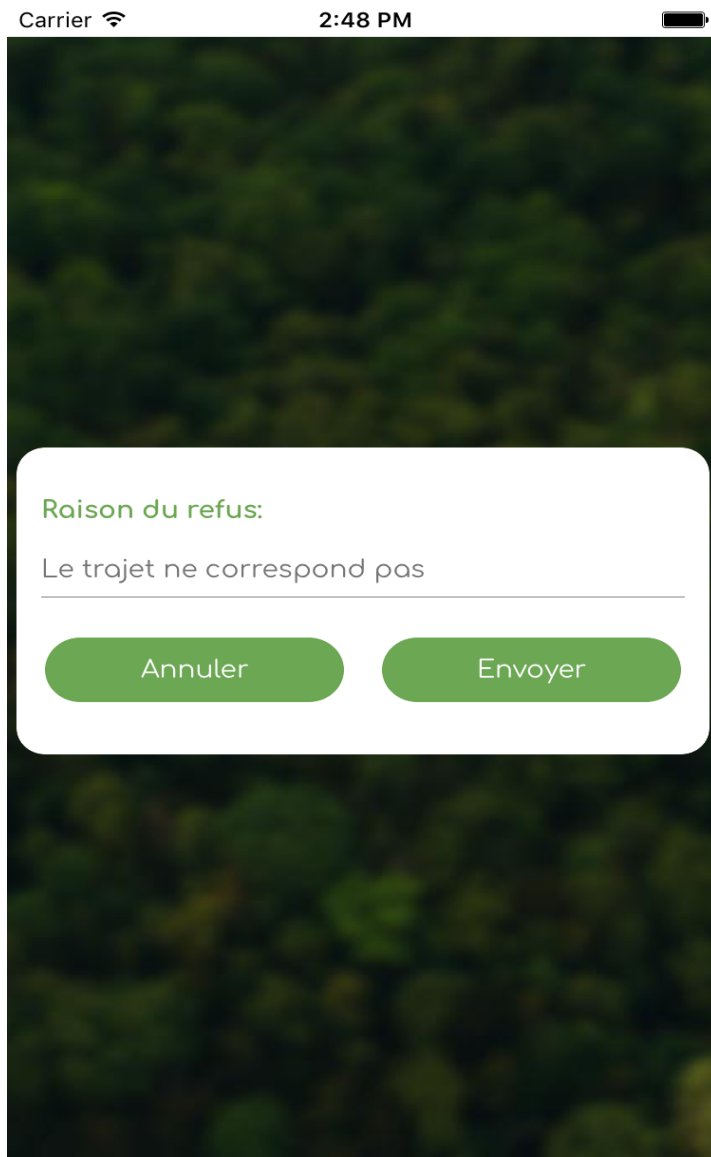 Carrier
2:48 PM
Raison du refus:
Le trajet ne correspond pas
Annuler
Envoyer